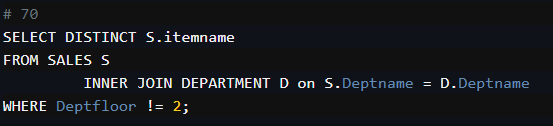 # 70
SELECT DISTINCT S.itemname
FROM SALES S
        INNER JOIN DEPARTMENT D on S.Deptname = D.Deptname
WHERE Deptfloor != 2;